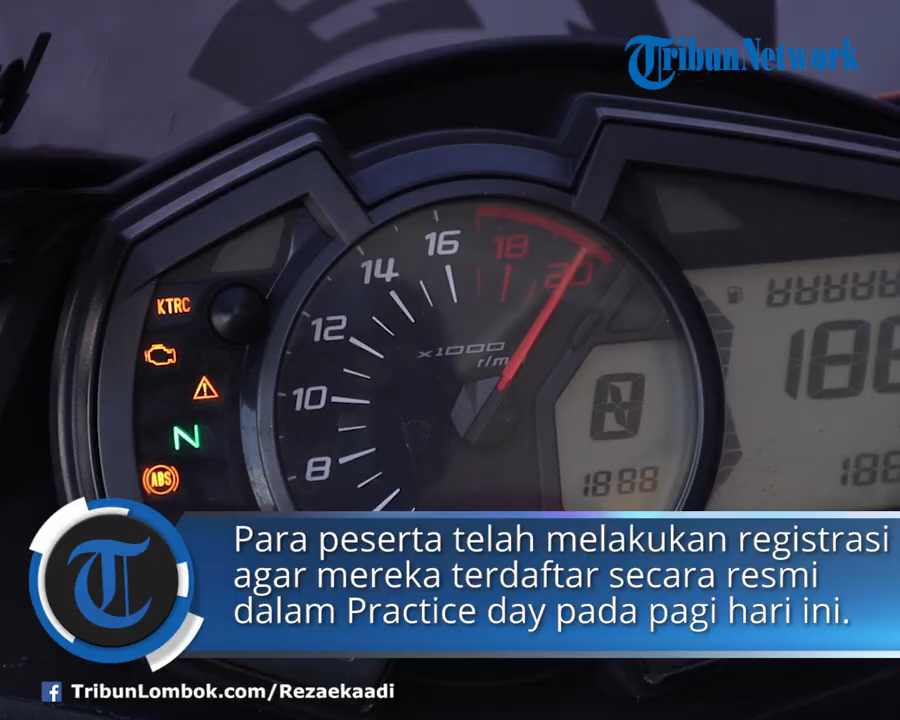 TribunNetwork
16
18
14
20
KTRC
12
x1000
r/m
10
N
8
ABS
1888
Para peserta telah melakukan registrasi
agar mereka terdaftar secara resmi
dalam Practice day pada pagi hari ini.
T
TribunLombok.com/Rezaekaadi